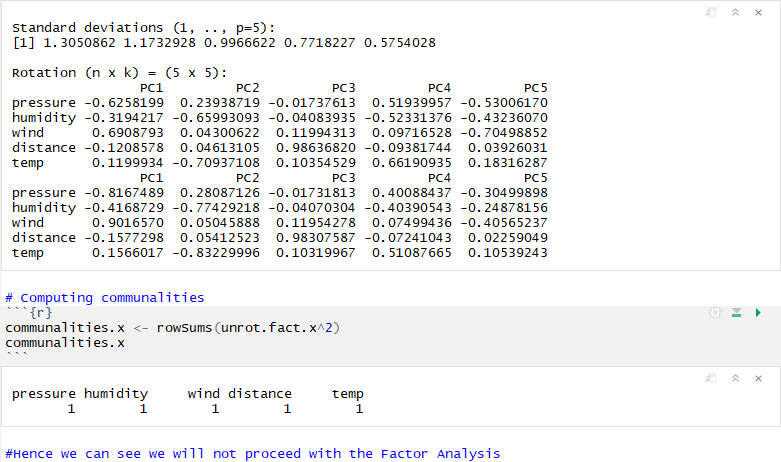 Standard deviations (1, .., p=5):
[1] 1.3050862 1.1732928 0.9966622 0.7718227 0.5754028
Rotation (n x k) = (5 x 5):
PC1 PC2 PC3 PC4 PC5
pressure -0.6258199 0.23938719 -0.01737613 0.51939957 -0.53006170
humidity -0.3194217 -0.65993093 -0.04083935 -0.52331376 -0.43236070
wind 0.6908793 0.04300622 0.11994313 0.09716528 -0.70498852
distance -0.1208578 0.04613105 0.98636820 -0.09381744 0.03926031
temp 0.1199934 -0.70937108 0.10354529 0.66190935 0.18316287
PC1 PC2 PC3 PC4 PC5
pressure -0.8167489 0.28087126 -0.01731813 0.40088437 -0.30499898
humidity -0.4168729 -0.77429218 -0.04070304 -0.40390543 -0.24878156
wind 0.9016570 0.05045888 0.11954278 0.07499436 -0.40565237
distance -0.1577298 0.05412523 0.98307587 -0.07241043 0.02259049
temp 0.1566017 -0.83229996 0.10319967 0.51087665 0.10539243
# Computing communalities
```{r}
communalities.x <- rowSums(unrot.fact.x^2)
communalities.x
```
pressure humidity wind distance temp
1 1 1 1 1
#Hence we can see we will not proceed with the Factor Analysis